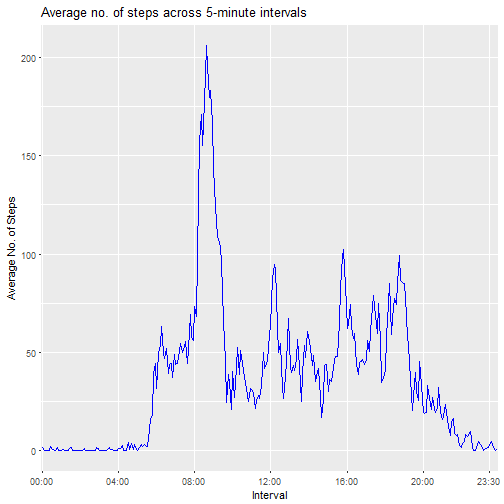 Average no. of steps across 5-minute intervals
Average No. of Steps
200
150
100
50
0
00:00 04:00 08:00 12:00 16:00 20:00 23:30
Interval